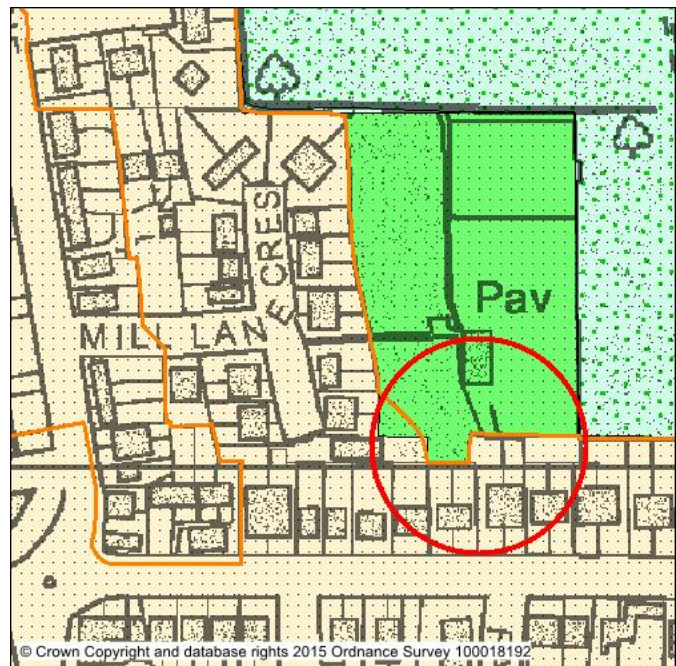 Pav
MILL LANE CRES
© Crown Copyright and database rights 2015 Ordnance Survey 100018192